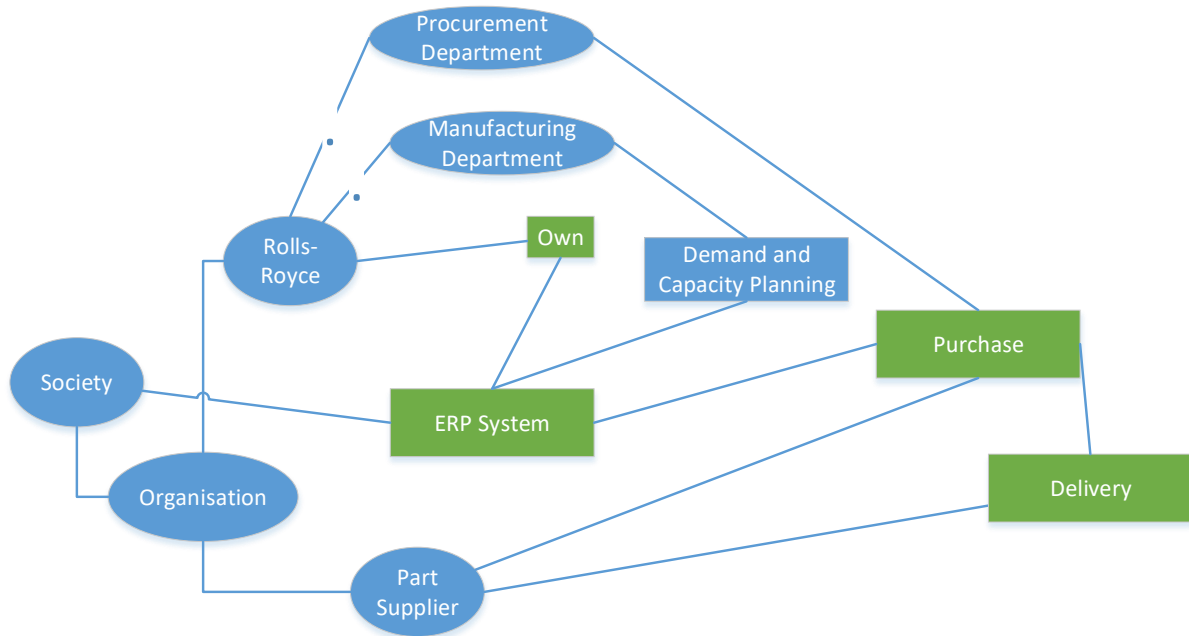 Procurement
Department
Manufacturing
Department
Own
Rolls-
Royce
Demand and
Capacity Planning
Purchase
Society
ERP System
Organisation
Delivery
Part
Supplier